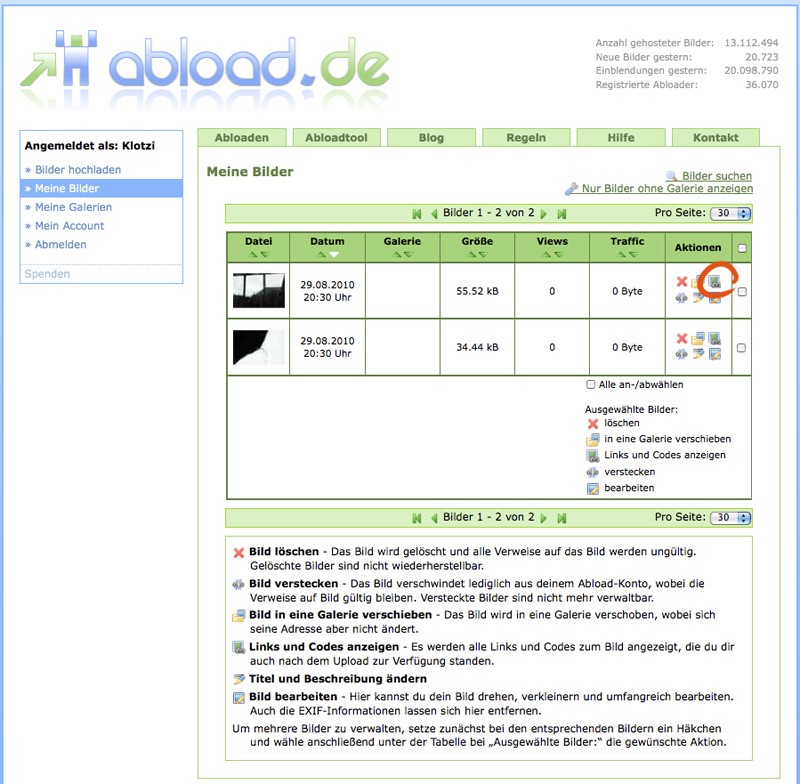 abload.de
Anzahl gehosteter Bilder: 13.112.494
Neue Bilder gestern: 20.723
Einblendungen gestern: 20.098.790
Registrierte Abloader: 36.070
Angemeldet als: Klotzi
» Bilder hochladen
» Meine Bilder
» Meine Galerien
» Mein Account
» Abmelden
Spenden
Abloaden Abloadtool Blog Regeln Hilfe Kontakt
Meine Bilder
Bilder suchen
Nur Bilder ohne Galerie anzeigen
Bilder 1 - 2 von 2 Pro Seite: 30
Datei Datum Galerie Größe Views Traffic Aktionen
29.08.2010
20:30 Uhr
55.52 kB 0 0 Byte
29.08.2010
20:30 Uhr
34.44 kB 0 0 Byte
Alle an-/abwählen
Ausgewählte Bilder:
löschen
in eine Galerie verschieben
Links und Codes anzeigen
verstecken
bearbeiten
Bilder 1 - 2 von 2 Pro Seite: 30
Bild löschen - Das Bild wird gelöscht und alle Verweise auf das Bild werden ungültig.
Gelöschte Bilder sind nicht wiederherstellbar.
Bild verstecken - Das Bild verschwindet lediglich aus deinem Abload-Konto, wobei die
Verweise auf Bild gültig bleiben. Versteckte Bilder sind nicht mehr verwaltbar.
Bild in eine Galerie verschieben - Das Bild wird in eine Galerie verschoben, wobei sich
seine Adresse aber nicht ändert.
Links und Codes anzeigen - Es werden alle Links und Codes zum Bild angezeigt, die du dir
auch nach dem Upload zur Verfügung standen.
Titel und Beschreibung ändern
Bild bearbeiten - Hier kannst du dein Bild drehen, verkleinern und umfangreich bearbeiten.
Auch die EXIF-Informationen lassen sich hier entfernen.
Um mehrere Bilder zu verwalten, setze zunächst bei den entsprechenden Bildern ein Häkchen
und wähle anschließend unter der Tabelle bei „Ausgewählte Bilder:“ die gewünschte Aktion.